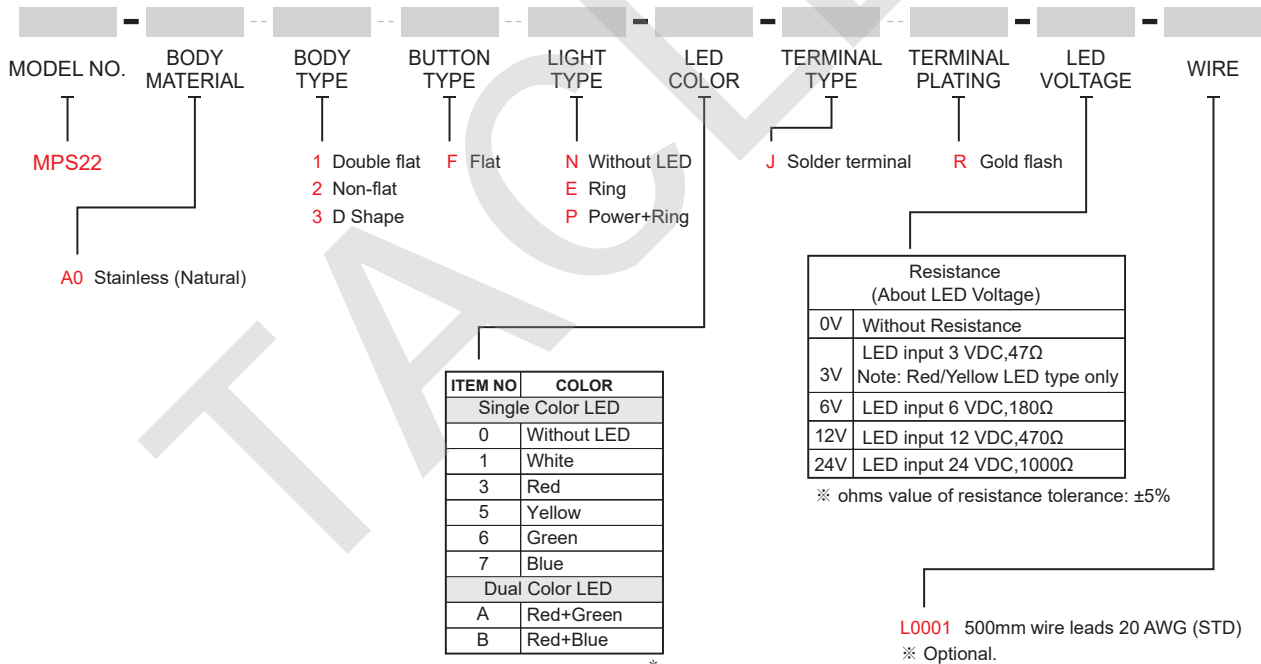 MODEL NO.
BODY
MATERIAL
BODY
TYPE
BUTTON
TYPE
LIGHT
TYPE
LED
COLOR
TERMINAL
TYPE
TERMINAL
PLATING
LED
VOLTAGE
WIRE
MPS22
A0 Stainless (Natural)
1 Double flat
2 Non-flat
3 D Shape
F Flat
N Without LED
E Ring
P Power+Ring
J Solder terminal
R Gold flash
ITEM NO COLOR
Single Color LED
0 Without LED
1 White
3 Red
5 Yellow
6 Green
7 Blue
Dual Color LED
A Red+Green
B Red+Blue
※
Resistance
(About LED Voltage)
0V Without Resistance
3V LED input 3 VDC,47Ω
Note: Red/Yellow LED type only
6V LED input 6 VDC,180Ω
12V LED input 12 VDC,470Ω
24V LED input 24 VDC,1000Ω
※ ohms value of resistance tolerance: ±5%
L0001 500mm wire leads 20 AWG (STD)
※ Optional.